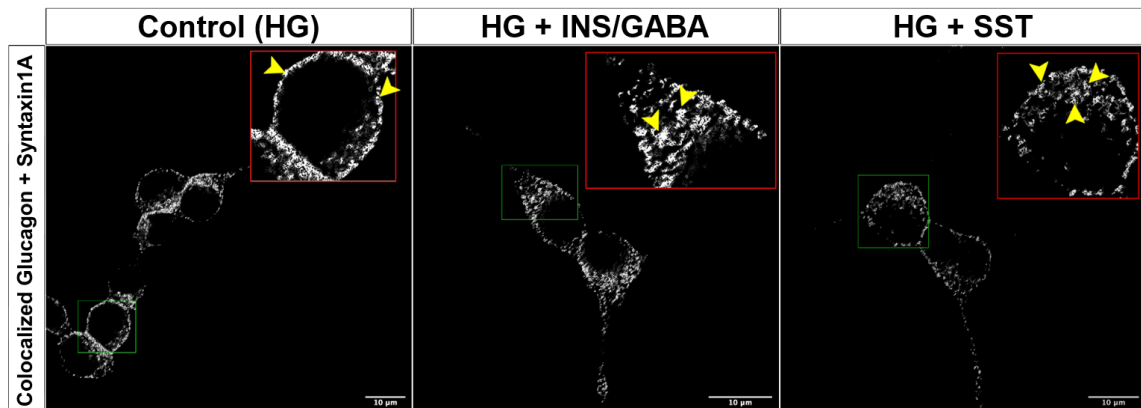 Control (HG)
HG + INS/GABA
HG + SST
Colocalized Glucagon + Syntaxin1A
10 µm
10 µm
10 µm